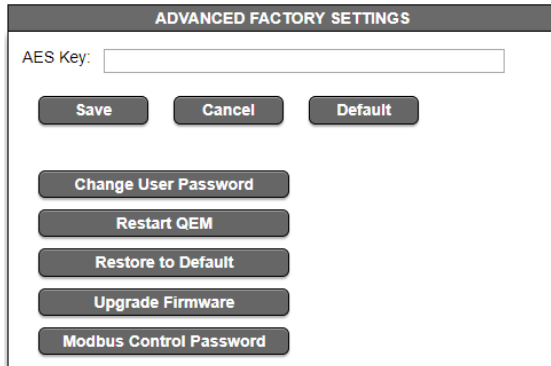 ADVANCED FACTORY SETTINGS
AES Key:
Save Cancel Default
Change User Password
Restart QEM
Restore to Default
Upgrade Firmware
Modbus Control Password